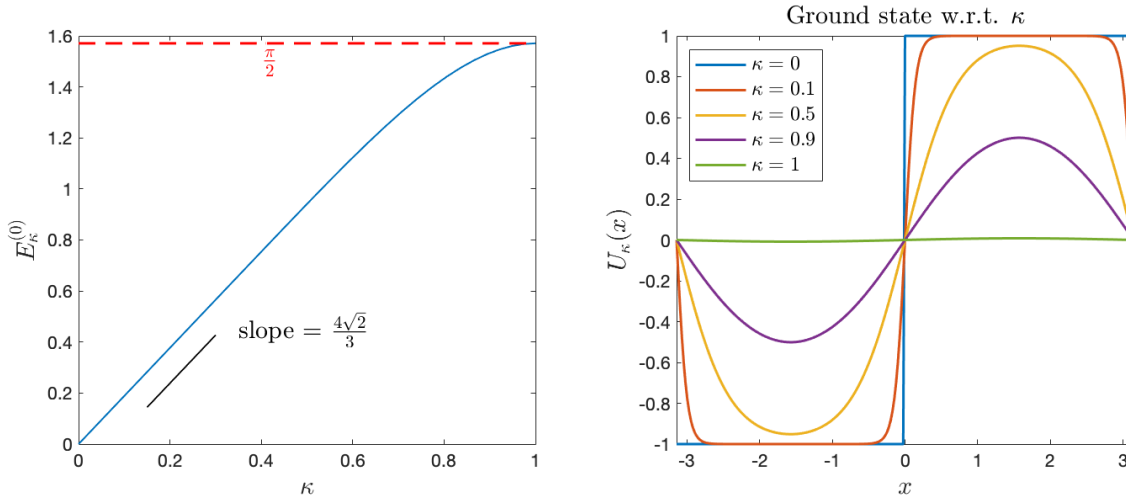 1.6
1.4
1.2
1
0.8
0.6
0.4
0.2
0
π/2
slope = 4√2/3
0 0.2 0.4 0.6 0.8 1
κ
E_κ^(0)
Ground state w.r.t. κ
1
0.8
0.6
0.4
0.2
0
-0.2
-0.4
-0.6
-0.8
-1
κ = 0
κ = 0.1
κ = 0.5
κ = 0.9
κ = 1
-3 -2 -1 0 1 2 3
x
U_κ(x)